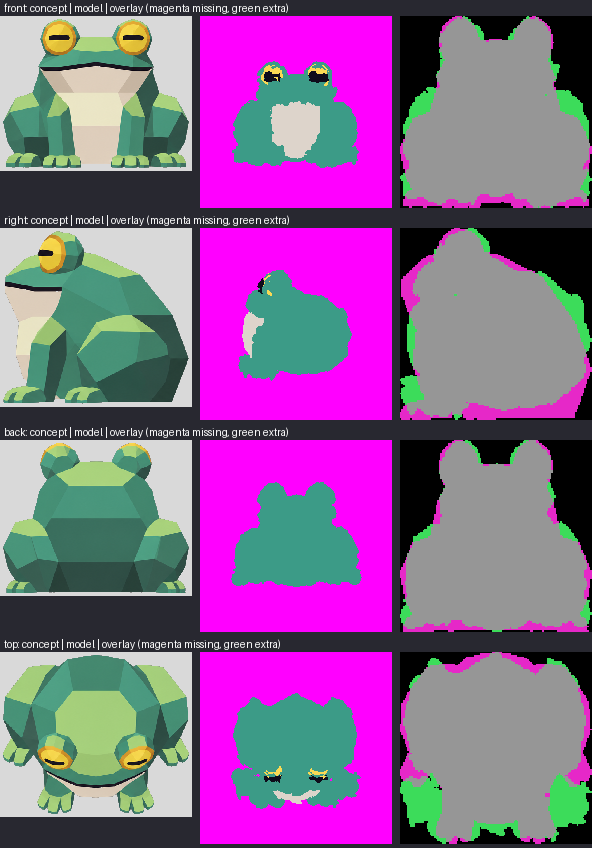 front: concept | model | overlay (magenta missing, green extra)
right: concept | model | overlay (magenta missing, green extra)
back: concept | model | overlay (magenta missing, green extra)
top: concept | model | overlay (magenta missing, green extra)